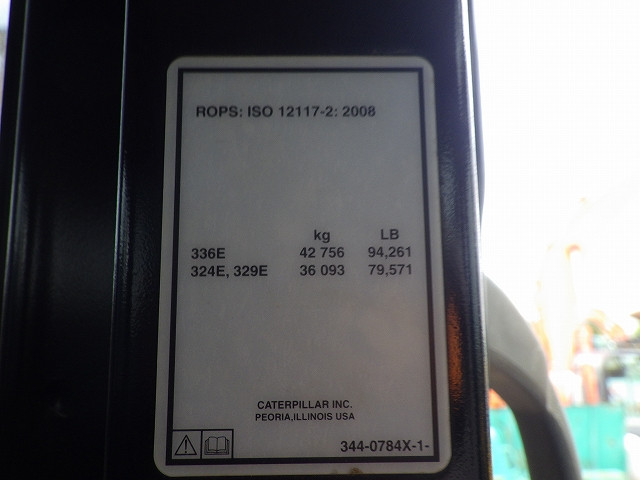 ROPS: ISO 12117-2: 2008
kg LB
336E 42 756 94,261
324E, 329E 36 093 79,571
CATERPILLAR INC.
PEORIA,ILLINOIS USA
344-0784X-1-